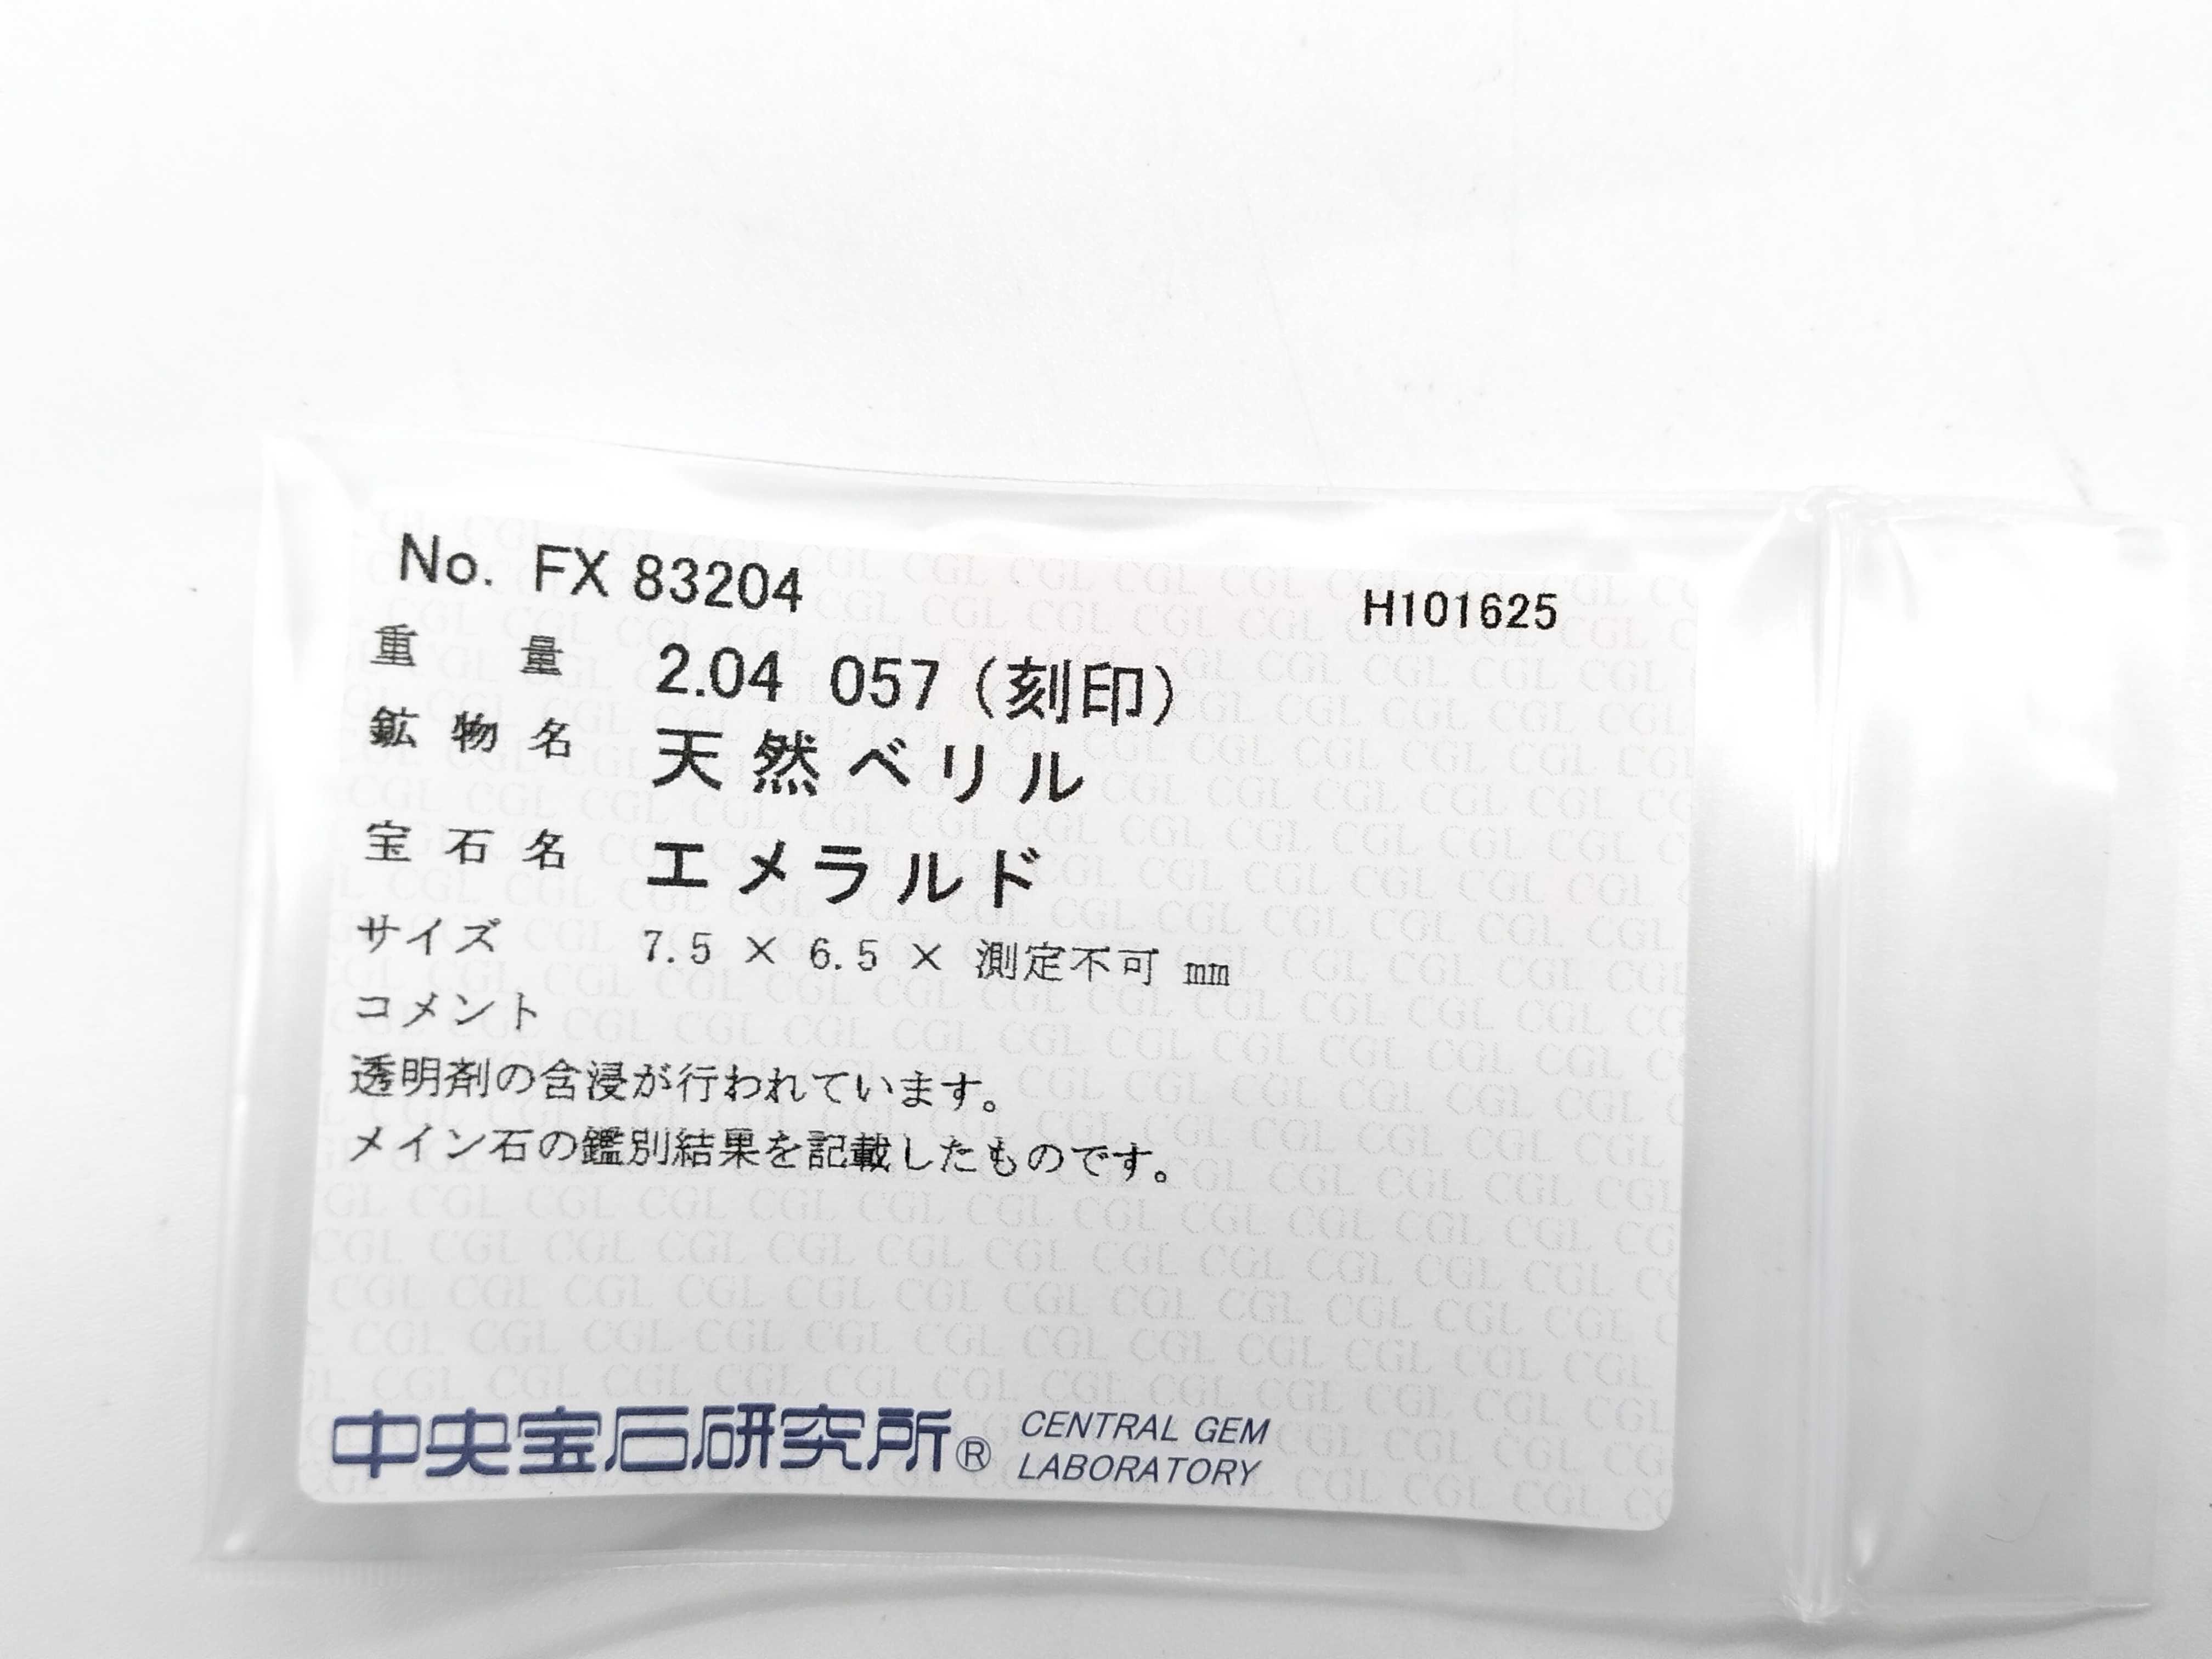 No. FX 83204 H101625
重量 2.04 057 (刻印)
鉱物名 天然ベリル
宝石名 エメラルド
サイズ 7.5 × 6.5 × 測定不可 ㎜
コメント
透明剤の含浸が行われています。
メイン石の鑑別結果を記載したものです。
中央宝石研究所® CENTRAL GEM
LABORATORY